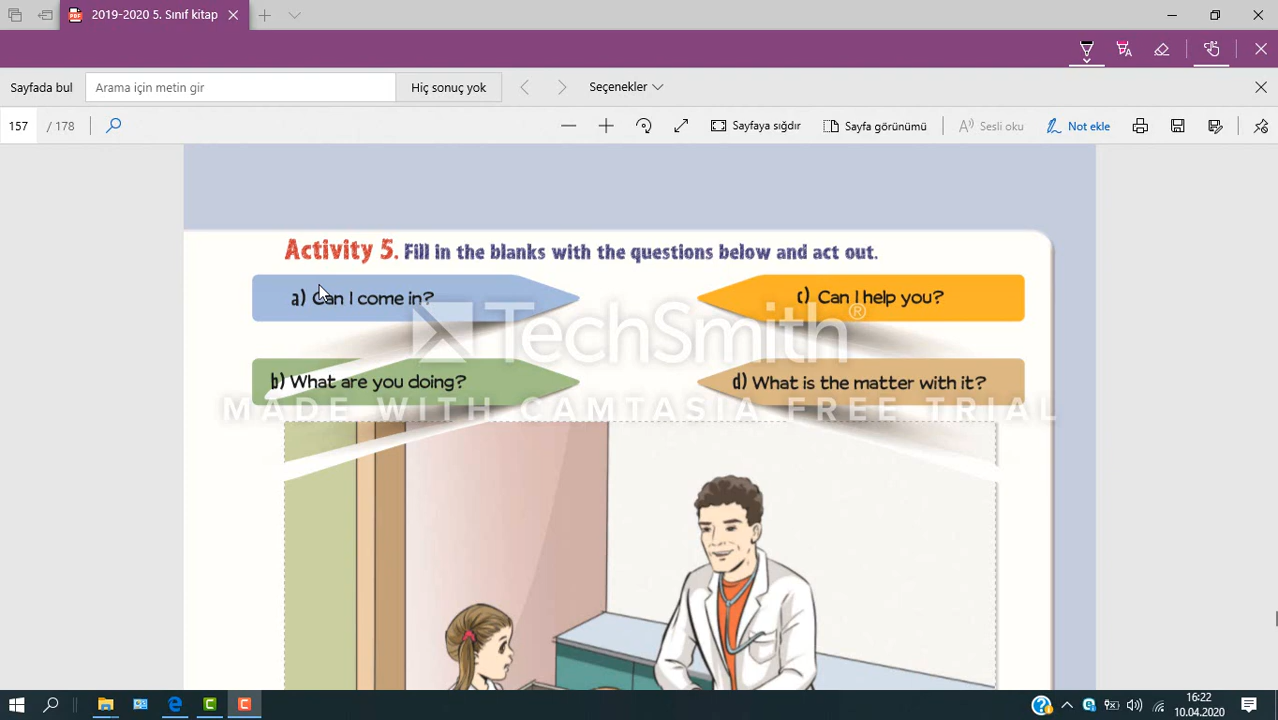 2019-2020 5. Sınıf kitap
Sayfada bul
Arama için metin gir
Hiç sonuç yok
Seçenekler
157
/ 178
Sayfaya sığdır
Sayfa görünümü
Sesli oku
Not ekle
Activity 5. Fill in the blanks with the questions below and act out.
a) Can I come in?
c) Can I help you?
TechSmith®
b) What are you doing?
d) What is the matter with it?
MADE WITH CAMTASIA FREE TRIAL
16:22
10.04.2020